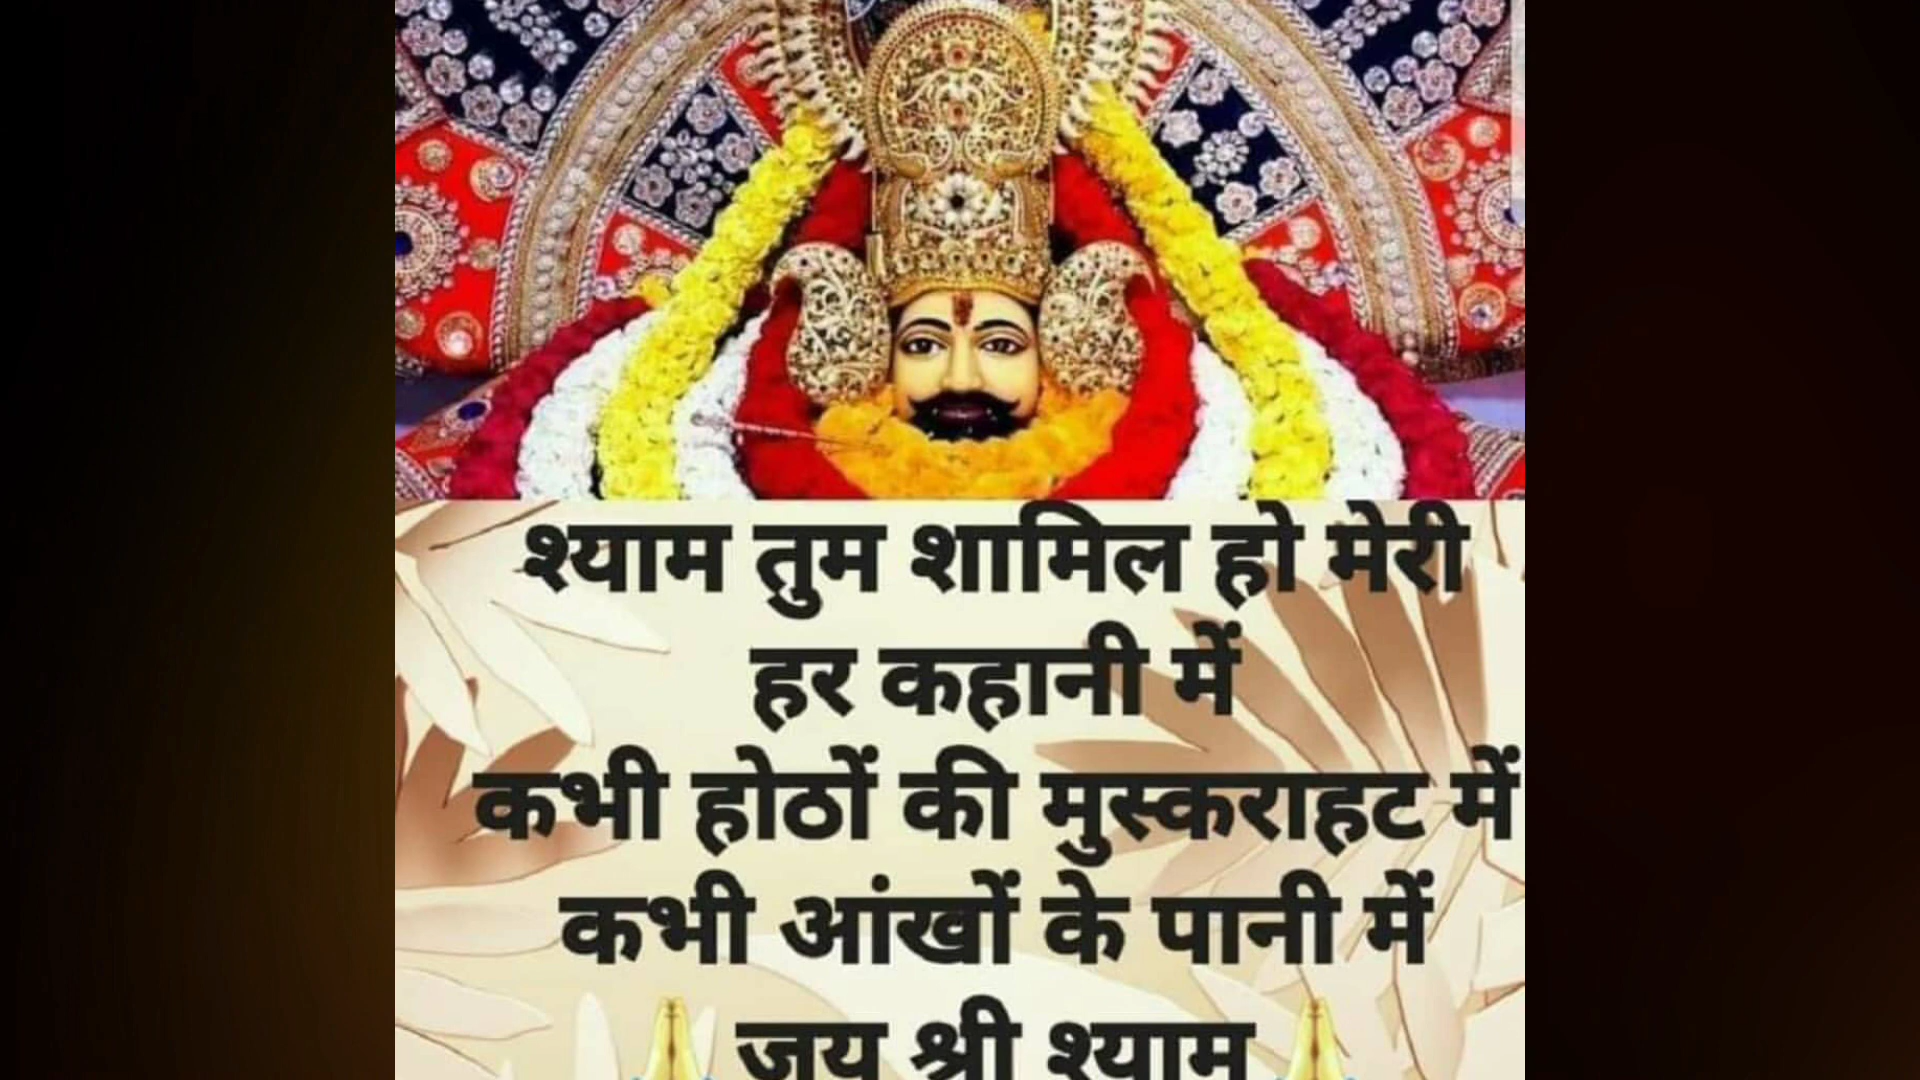 श्याम तुम शामिल हो मेरी
हर कहानी में
कभी होठों की मुस्कराहट में
कभी आंखों के पानी में
🙏 जय श्री श्याम 🙏